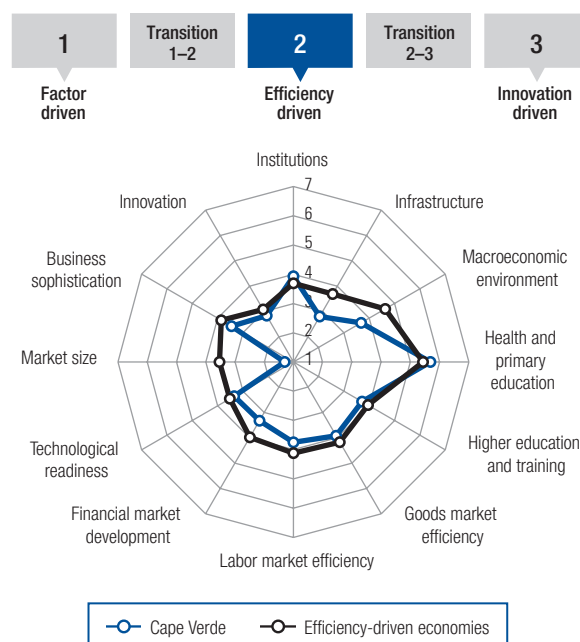 1
Transition
1–2
2
Transition
2–3
3
Factor
driven
Efficiency
driven
Innovation
driven
Institutions
Infrastructure
Macroeconomic
environment
Health and
primary
education
Higher education
and training
Goods market
efficiency
Labor market efficiency
Financial market
development
Technological
readiness
Market size
Business
sophistication
Innovation
7
6
5
4
3
2
1
Cape Verde
Efficiency-driven economies